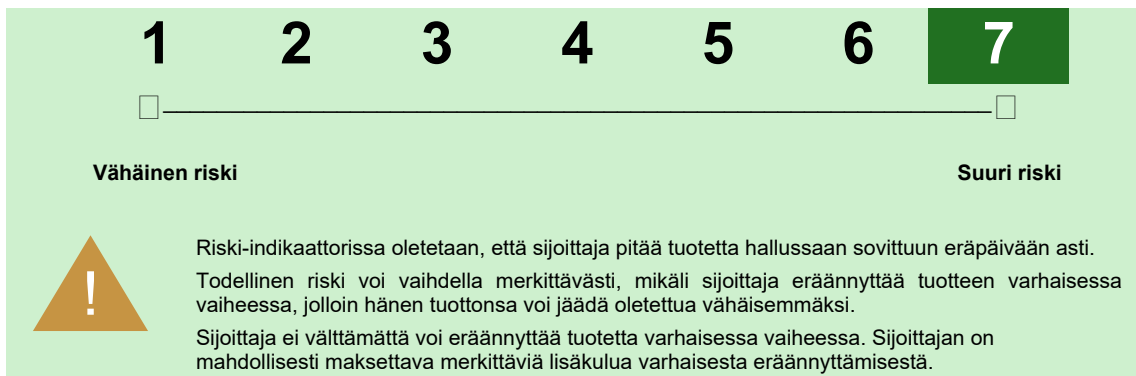 1 2 3 4 5 6 7
Vähäinen riski Suuri riski
!
Riski-indikaattorissa oletetaan, että sijoittaja pitää tuotetta hallussaan sovittuun eräpäivään asti.
Todellinen riski voi vaihdella merkittävästi, mikäli sijoittaja eräännyttää tuotteen varhaisessa
vaiheessa, jolloin hänen tuottonsa voi jäädä oletettua vähäisemmäksi.
Sijoittaja ei välttämättä voi eräännyttää tuotetta varhaisessa vaiheessa. Sijoittajan on
mahdollisesti maksettava merkittäviä lisäkulua varhaisesta eräännyttämisestä.